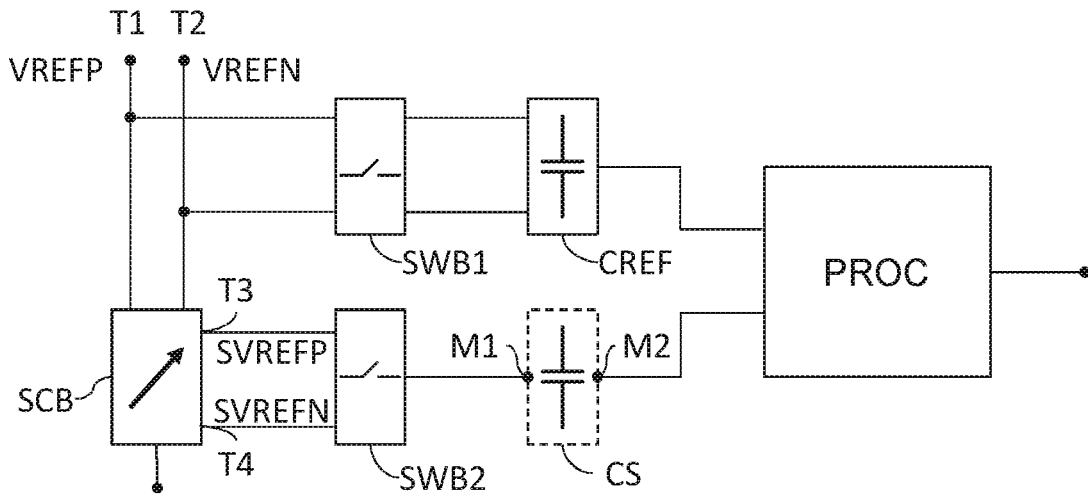 T1 T2
VREFP VREFN
SWB1 CREF
PROC
T3
SVREFP M1 M2
SCB
SVREFN
T4 SWB2 CS